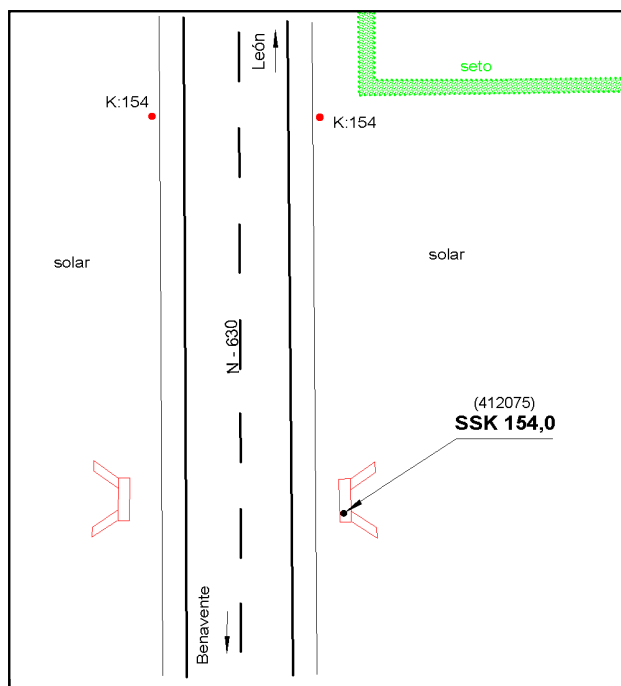 León
seto
K:154
K:154
solar
solar
N - 630
(412075)
SSK 154,0
Benavente